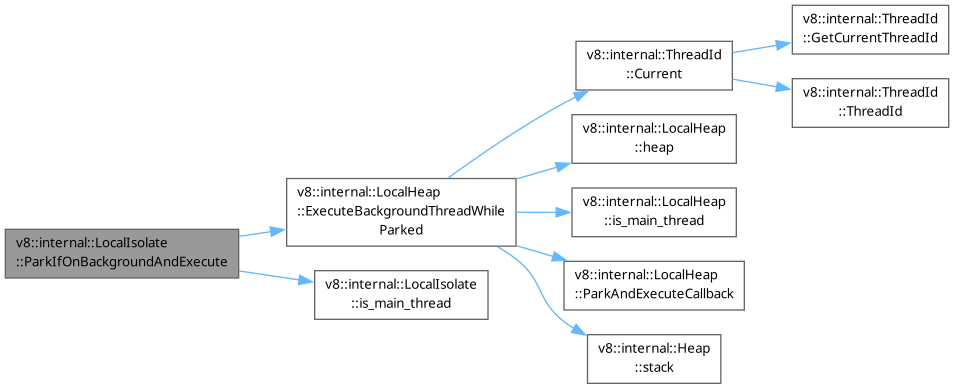 v8::internal::LocalIsolate
::ParkIfOnBackgroundAndExecute
v8::internal::LocalHeap
::ExecuteBackgroundThreadWhile
Parked
v8::internal::LocalIsolate
::is_main_thread
v8::internal::ThreadId
::Current
v8::internal::LocalHeap
::heap
v8::internal::LocalHeap
::is_main_thread
v8::internal::LocalHeap
::ParkAndExecuteCallback
v8::internal::Heap
::stack
v8::internal::ThreadId
::GetCurrentThreadId
v8::internal::ThreadId
::ThreadId